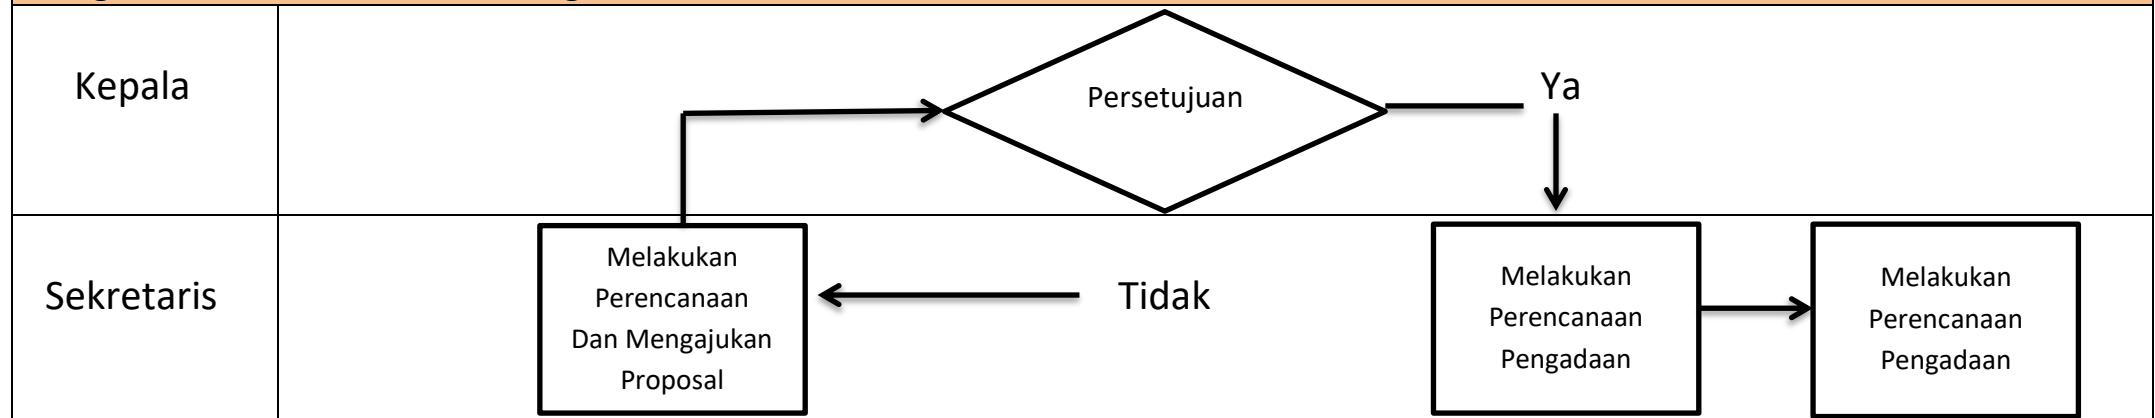 Kepala
Persetujuan
Ya
Sekretaris
Melakukan
Perencanaan
Dan Mengajukan
Proposal
Tidak
Melakukan
Perencanaan
Pengadaan
Melakukan
Perencanaan
Pengadaan